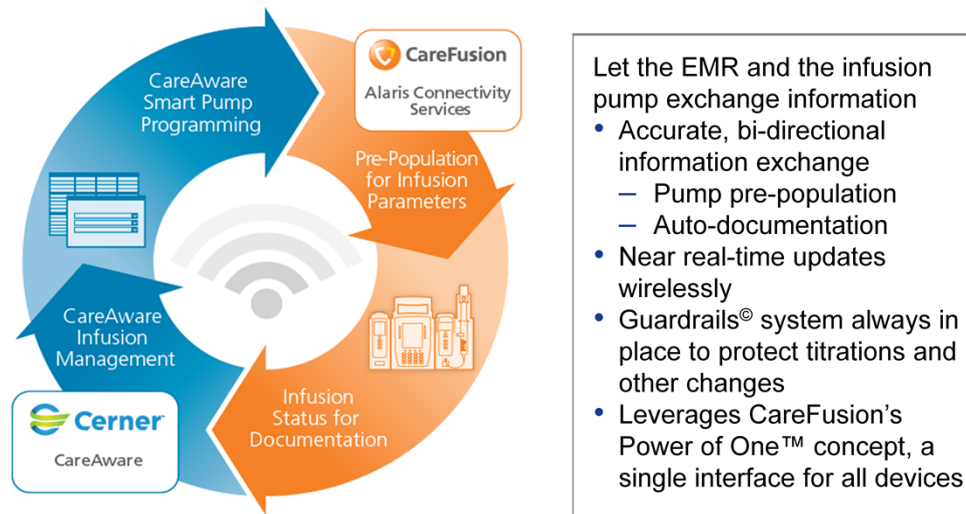 CareAware
Smart Pump
Programming
CareFusion
Alaris Connectivity
Services
Pre-Population
for Infusion
Parameters
Infusion
Status for
Documentation
CareAware
Infusion
Management
Cerner™
CareAware
Let the EMR and the infusion
pump exchange information
• Accurate, bi-directional
information exchange
– Pump pre-population
– Auto-documentation
• Near real-time updates
wirelessly
• Guardrails© system always in
place to protect titrations and
other changes
• Leverages CareFusion’s
Power of One™ concept, a
single interface for all devices